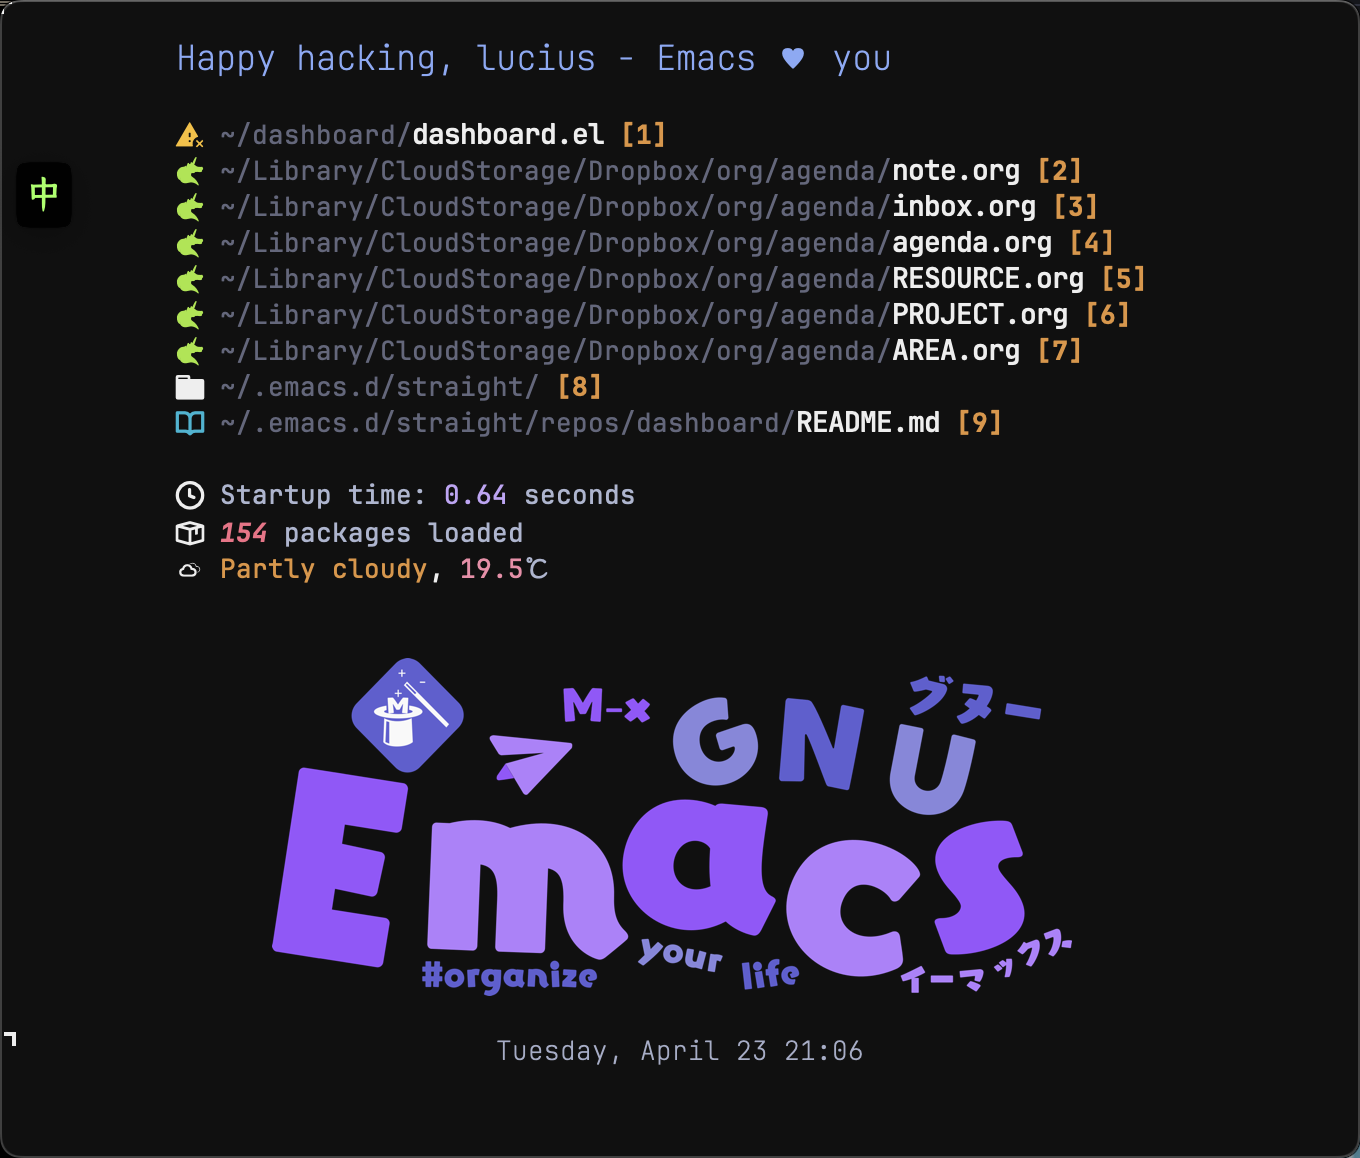 Happy hacking, lucius - Emacs ♥ you
~/dashboard/dashboard.el [1]
~/Library/CloudStorage/Dropbox/org/agenda/note.org [2]
中
~/Library/CloudStorage/Dropbox/org/agenda/inbox.org [3]
~/Library/CloudStorage/Dropbox/org/agenda/agenda.org [4]
~/Library/CloudStorage/Dropbox/org/agenda/RESOURCE.org [5]
~/Library/CloudStorage/Dropbox/org/agenda/PROJECT.org [6]
~/Library/CloudStorage/Dropbox/org/agenda/AREA.org [7]
~/.emacs.d/straight/ [8]
~/.emacs.d/straight/repos/dashboard/README.md [9]
Startup time: 0.64 seconds
154 packages loaded
Partly cloudy, 19.5℃
M
M-x
GNU
グヌー
Emacs
#organize your life
イーマックス
Tuesday, April 23 21:06